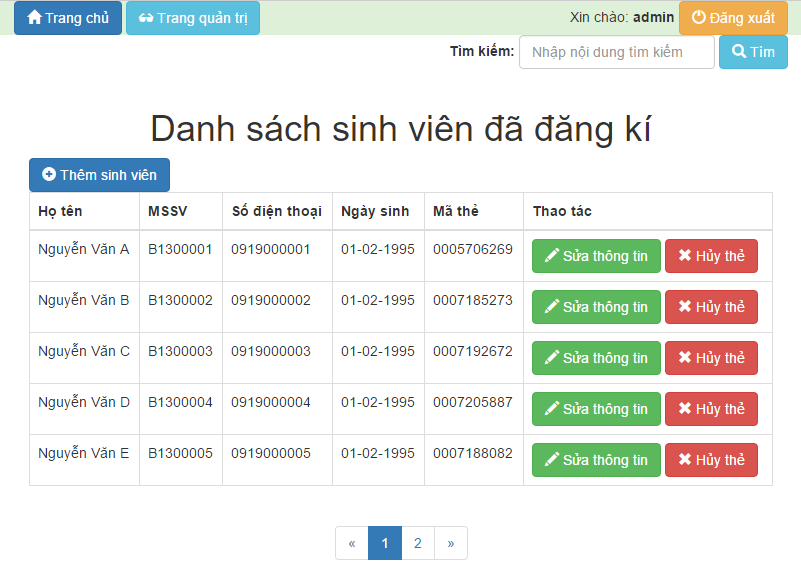 Trang chủ Trang quản trị Xin chào: admin Đăng xuất
Tìm kiếm: Nhập nội dung tìm kiếm Tìm
Danh sách sinh viên đã đăng kí
Thêm sinh viên
Họ tên MSSV Số điện thoại Ngày sinh Mã thẻ Thao tác
Nguyễn Văn A B1300001 0919000001 01-02-1995 0005706269 Sửa thông tin Hủy thẻ
Nguyễn Văn B B1300002 0919000002 01-02-1995 0007185273 Sửa thông tin Hủy thẻ
Nguyễn Văn C B1300003 0919000003 01-02-1995 0007192672 Sửa thông tin Hủy thẻ
Nguyễn Văn D B1300004 0919000004 01-02-1995 0007205887 Sửa thông tin Hủy thẻ
Nguyễn Văn E B1300005 0919000005 01-02-1995 0007188082 Sửa thông tin Hủy thẻ
« 1 2 »